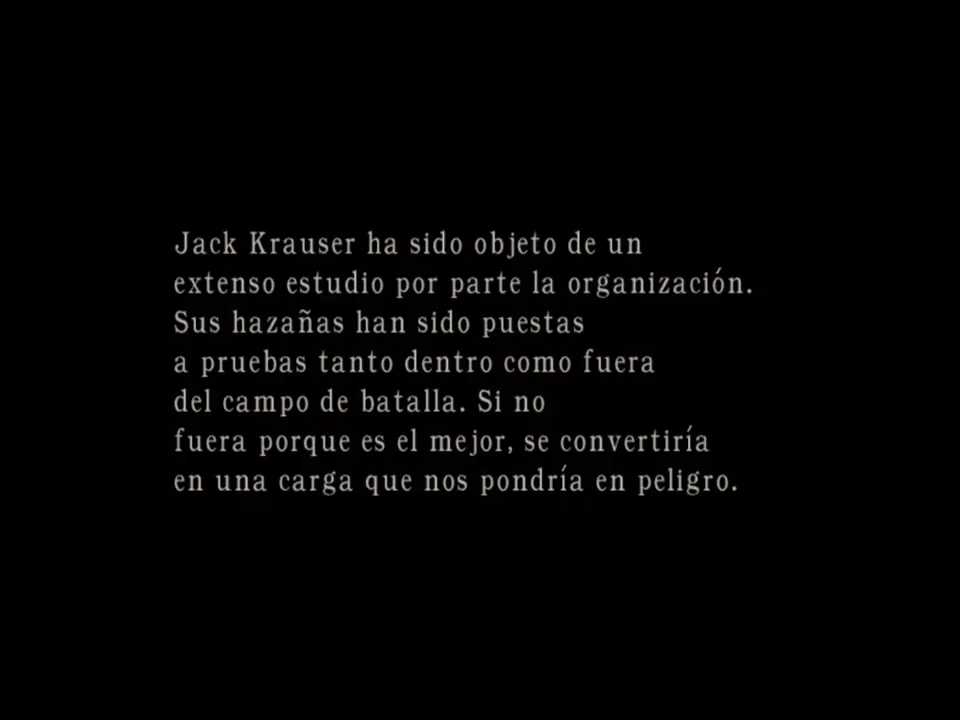 Jack Krauser ha sido objeto de un
extenso estudio por parte la organización.
Sus hazañas han sido puestas
a pruebas tanto dentro como fuera
del campo de batalla. Si no
fuera porque es el mejor, se convertiría
en una carga que nos pondría en peligro.